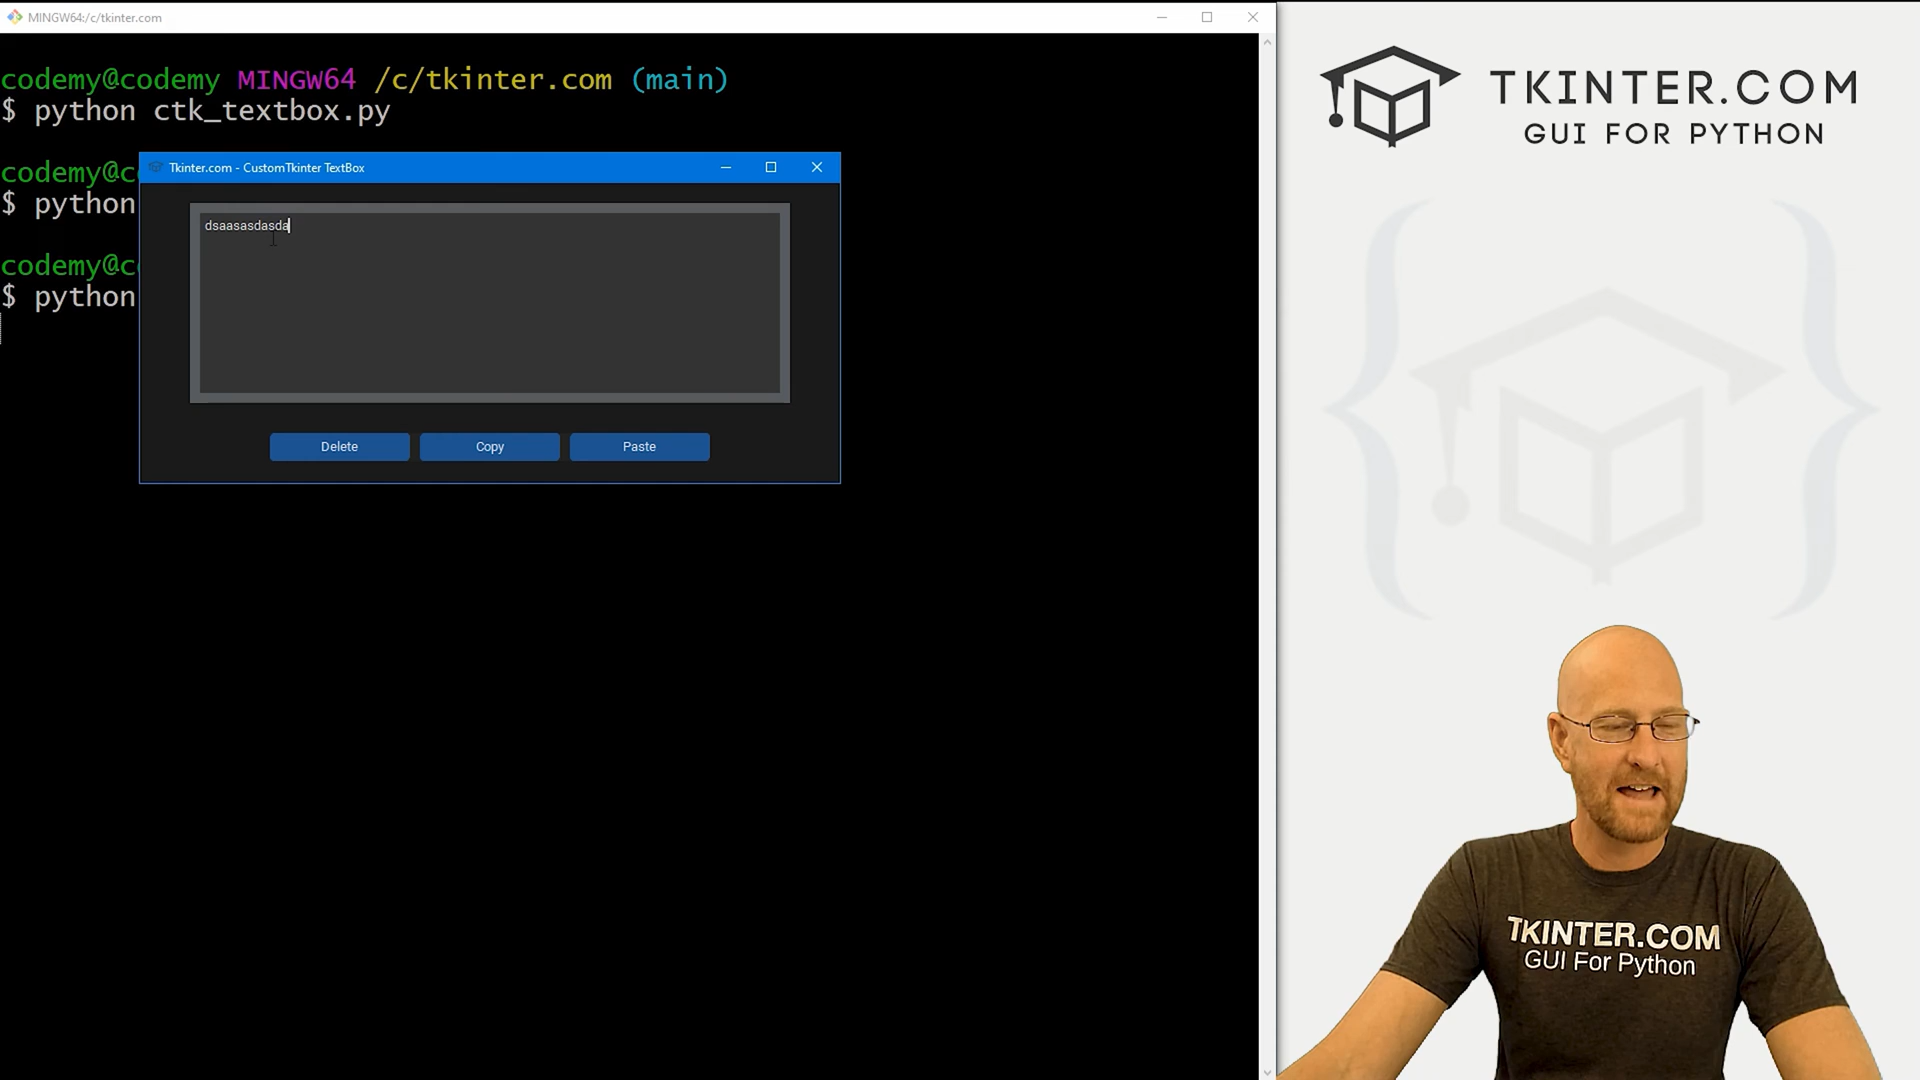 MINGW64:/c/tkinter.com
codemy@codemy MINGW64 /c/tkinter.com (main)
$ python ctk_textbox.py
codemy@c
$ python
codemy@c
$ python
Tkinter.com - CustomTkinter TextBox
dsaasasdasda
Delete Copy Paste
TKINTER.COM
GUI FOR PYTHON
TKINTER.COM
GUI For Python